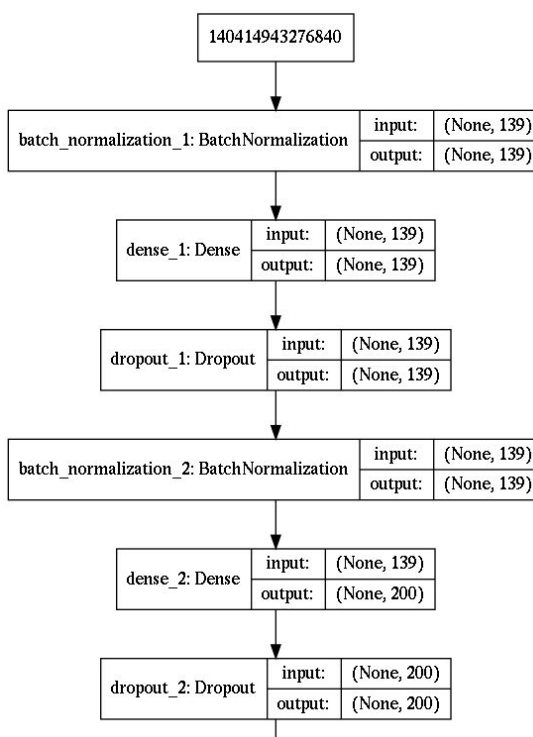 140414943276840
batch_normalization_1: BatchNormalization
input: (None, 139)
output: (None, 139)
dense_1: Dense
input: (None, 139)
output: (None, 139)
dropout_1: Dropout
input: (None, 139)
output: (None, 139)
batch_normalization_2: BatchNormalization
input: (None, 139)
output: (None, 139)
dense_2: Dense
input: (None, 139)
output: (None, 200)
dropout_2: Dropout
input: (None, 200)
output: (None, 200)